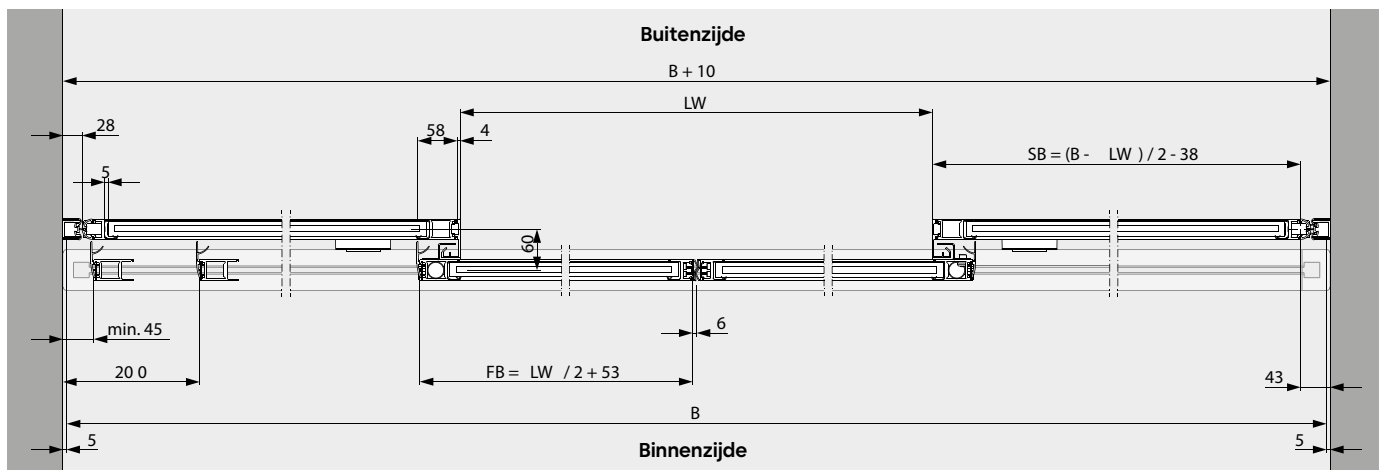 Buitenzijde
B + 10
LW
28
58
4
SB = (B - LW ) / 2 - 38
5
60
min. 45
6
20 0
FB = LW / 2 + 53
43
B
5
Binnenzijde
5